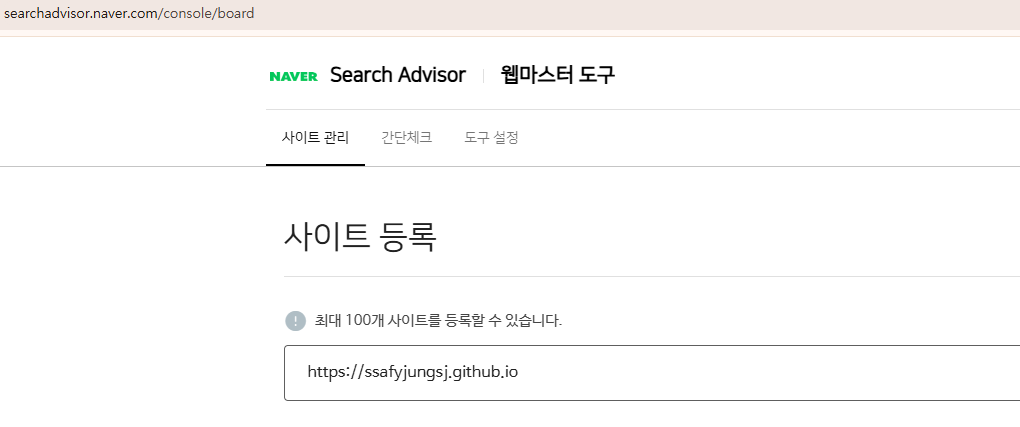 searchadvisor.naver.com/console/board
NAVER Search Advisor 웹마스터 도구
사이트 관리 간단체크 도구 설정
사이트 등록
! 최대 100개 사이트를 등록할 수 있습니다.
https://ssafyjungsj.github.io